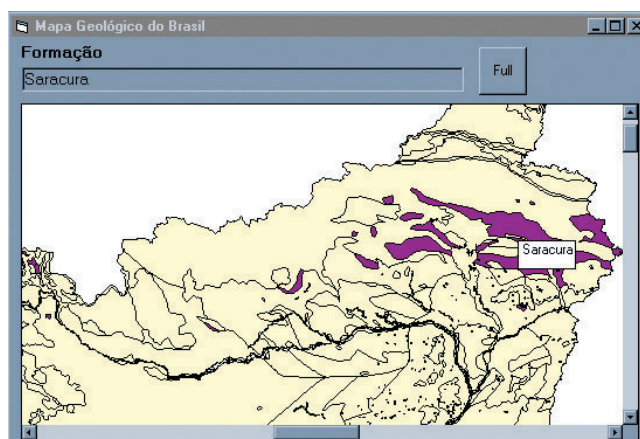 Mapa Geológico do Brasil
Formação
Saracura
Full
Saracura